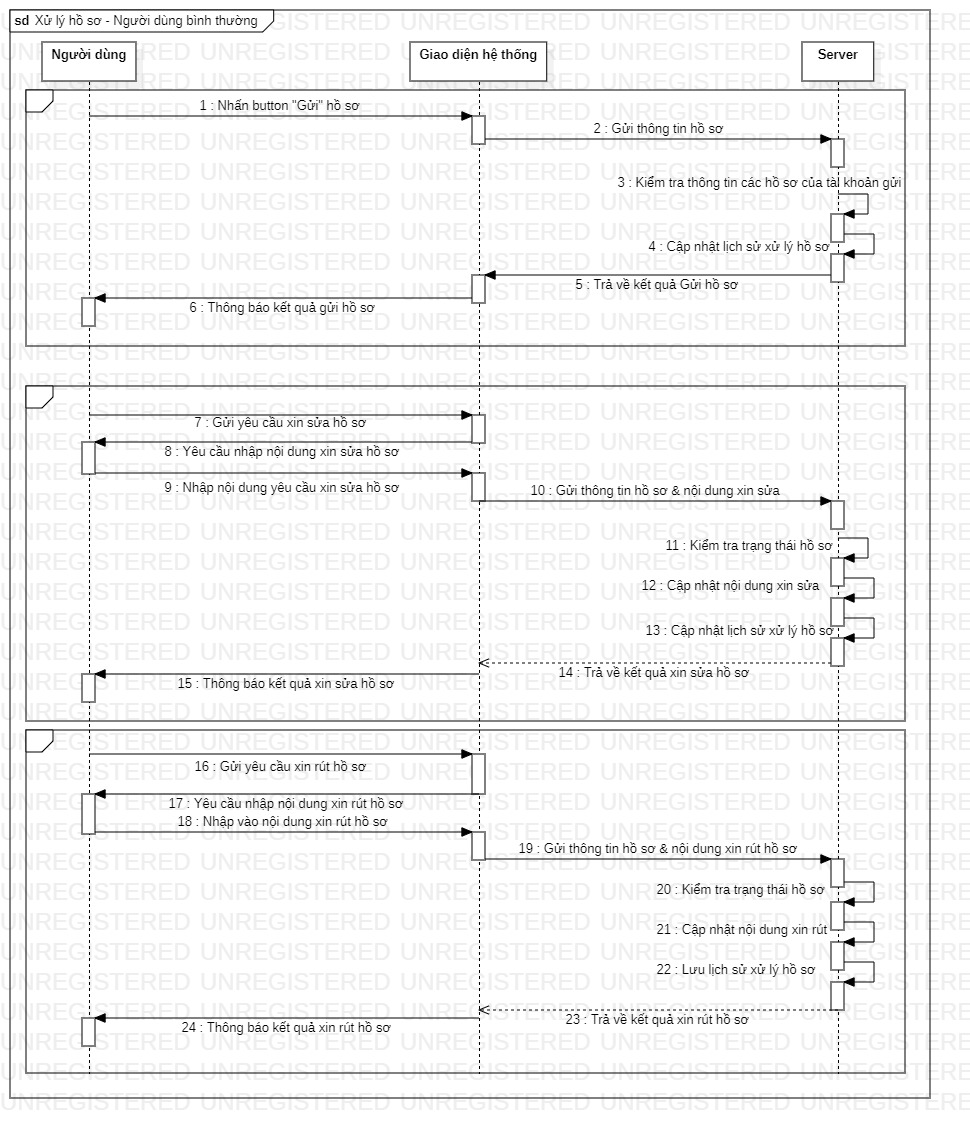 sd Xử lý hồ sơ - Người dùng bình thường
Người dùng
Giao diện hệ thống
Server
1 : Nhấn button "Gửi" hồ sơ
2 : Gửi thông tin hồ sơ
3 : Kiểm tra thông tin các hồ sơ của tài khoản gửi
4 : Cập nhật lịch sử xử lý hồ sơ
5 : Trả về kết quả Gửi hồ sơ
6 : Thông báo kết quả gửi hồ sơ
7 : Gửi yêu cầu xin sửa hồ sơ
8 : Yêu cầu nhập nội dung xin sửa hồ sơ
9 : Nhập nội dung yêu cầu xin sửa hồ sơ
10 : Gửi thông tin hồ sơ & nội dung xin sửa
11 : Kiểm tra trạng thái hồ sơ
12 : Cập nhật nội dung xin sửa
13 : Cập nhật lịch sử xử lý hồ sơ
14 : Trả về kết quả xin sửa hồ sơ
15 : Thông báo kết quả xin sửa hồ sơ
16 : Gửi yêu cầu xin rút hồ sơ
17 : Yêu cầu nhập nội dung xin rút hồ sơ
18 : Nhập vào nội dung xin rút hồ sơ
19 : Gửi thông tin hồ sơ & nội dung xin rút hồ sơ
20 : Kiểm tra trạng thái hồ sơ
21 : Cập nhật nội dung xin rút
22 : Lưu lịch sử xử lý hồ sơ
23 : Trả về kết quả xin rút hồ sơ
24 : Thông báo kết quả xin rút hồ sơ
UNREGISTERED